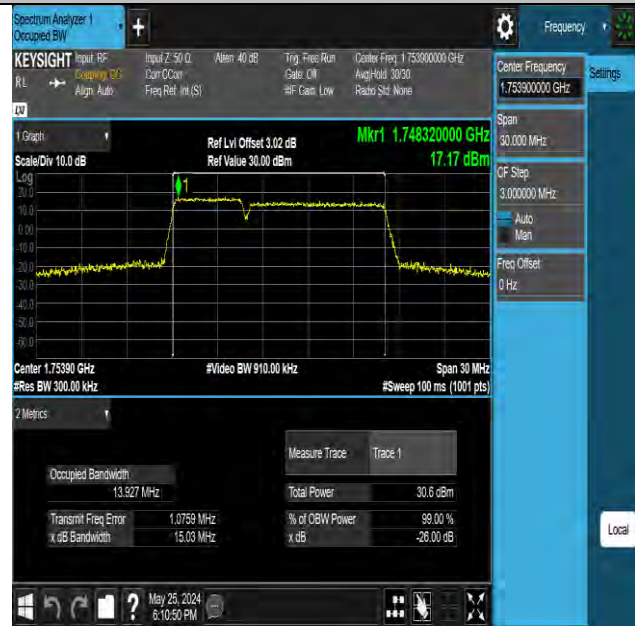 Spectrum Analyzer 1
Occupied BW
+
Frequency
KEYSIGHT
RL
Input: RF
Coupling: DC
Align: Auto
Input Z: 50 Ω
Corr CCorr
Freq Ref: Int (S)
Atten: 40 dB
Trig: Free Run
Gate: Off
#IF Gain: Low
Center Freq: 1.753900000 GHz
Avg|Hold: 30/30
Radio Std: None
LXI
1 Graph
Scale/Div 10.0 dB
Ref Lvl Offset 3.02 dB
Ref Value 30.00 dBm
Mkr1 1.748320000 GHz
17.17 dBm
Log
1
20.0
10.0
0.00
-10.0
-20.0
-30.0
-40.0
-50.0
-60.0
Center 1.75390 GHz
#Res BW 300.00 kHz
#Video BW 910.00 kHz
Span 30 MHz
#Sweep 100 ms (1001 pts)
2 Metrics
Measure Trace Trace 1
Occupied Bandwidth
13.927 MHz
Total Power 30.6 dBm
Transmit Freq Error 1.0759 MHz
% of OBW Power 99.00 %
x dB Bandwidth 15.03 MHz
x dB -26.00 dB
Center Frequency
1.753900000 GHz
Settings
Span
30.000 MHz
CF Step
3.000000 MHz
Auto
Man
Freq Offset
0 Hz
Local
?
May 25, 2024
6:10:50 PM